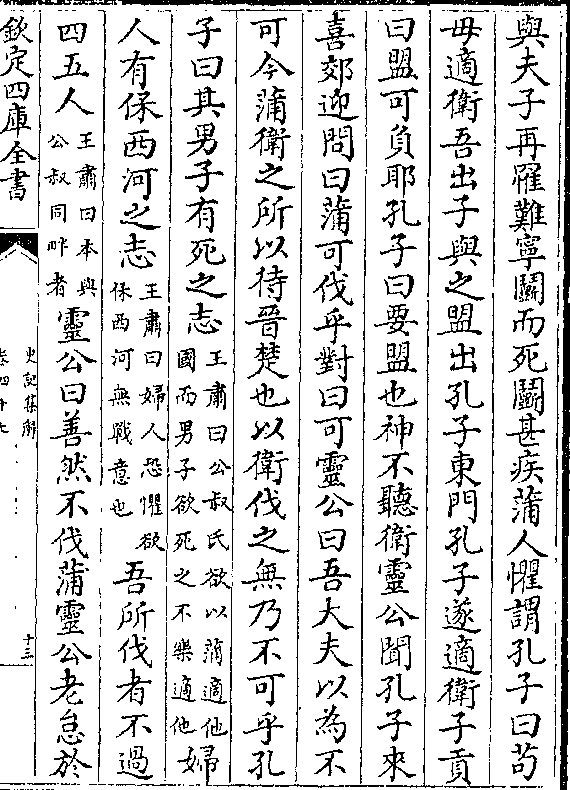 與夫子再罹難寧鬭而死鬭甚疾蒲人懼謂孔子曰茍
毋適衛吾出子與之盟出孔子東門孔子遂適衛子貢
曰盟可負耶孔子曰要盟也神不聽衛靈公聞孔子來
喜郊迎問曰蒲可伐乎對曰可靈公曰吾大夫以為不
可今蒲衛之所以待晉楚也以衛伐之無乃不可乎孔
子曰其男子有死之志王肅曰公叔氏欲以蒲適他國而男子欲死之不樂適他婦
人有保西河之志王肅曰婦人恐懼欲保西河無戰意也吾所伐者不過
四五人王肅曰本與公叔同畔者靈公曰善然不伐蒲靈公老怠於
欽定四庫全書
史記集解
卷四十七
十三